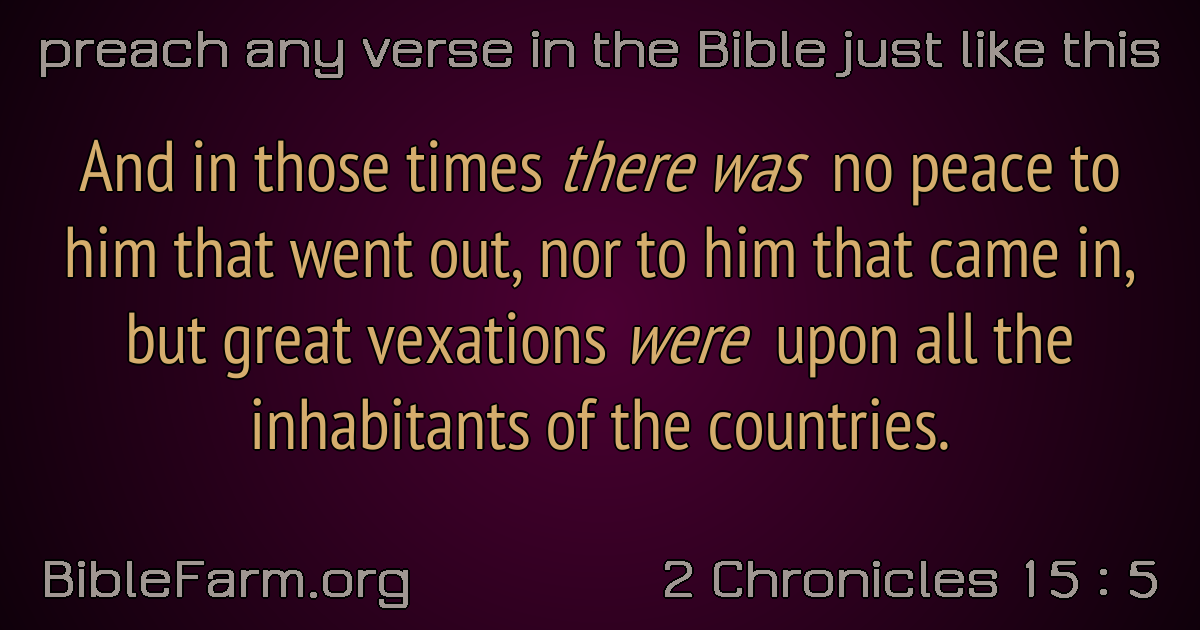 preach any verse in the Bible just like this
And in those times there was no peace to
him that went out, nor to him that came in,
but great vexations were upon all the
inhabitants of the countries.
BibleFarm.org
2 Chronicles 15 : 5